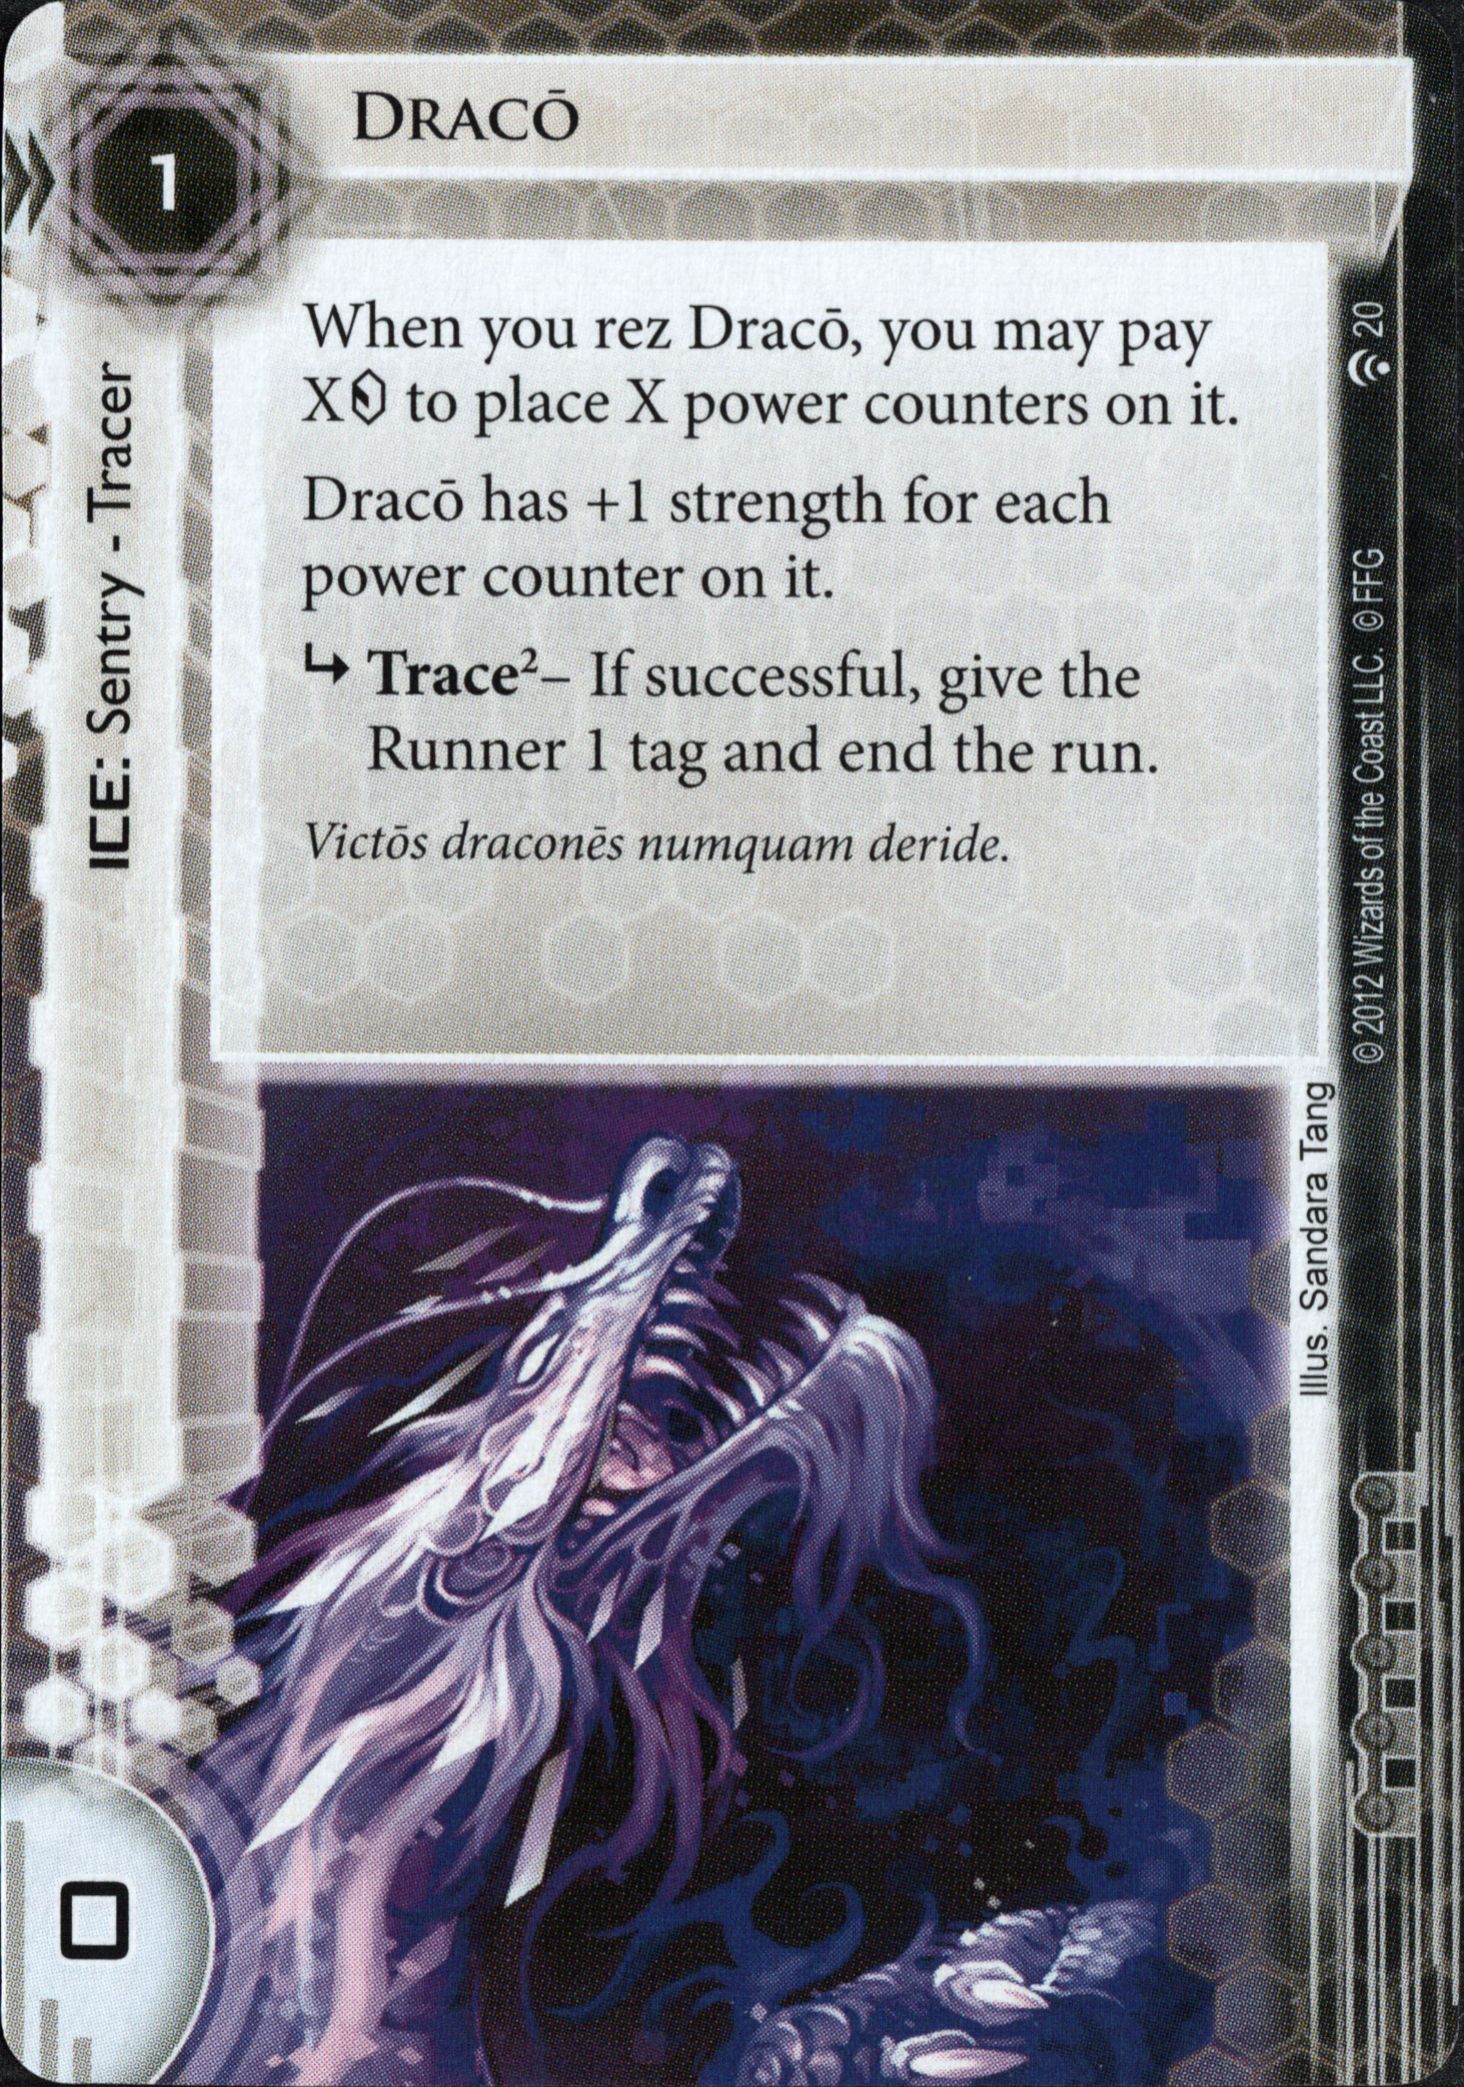 1
DRACŌ
When you rez Dracō, you may pay
X to place X power counters on it.
Dracō has +1 strength for each
power counter on it.
Trace²– If successful, give the
Runner 1 tag and end the run.
Victōs draconēs numquam deride.
ICE: Sentry - Tracer
20
© 2012 Wizards of the Coast LLC. © FFG
Illus. Sandara Tang
0